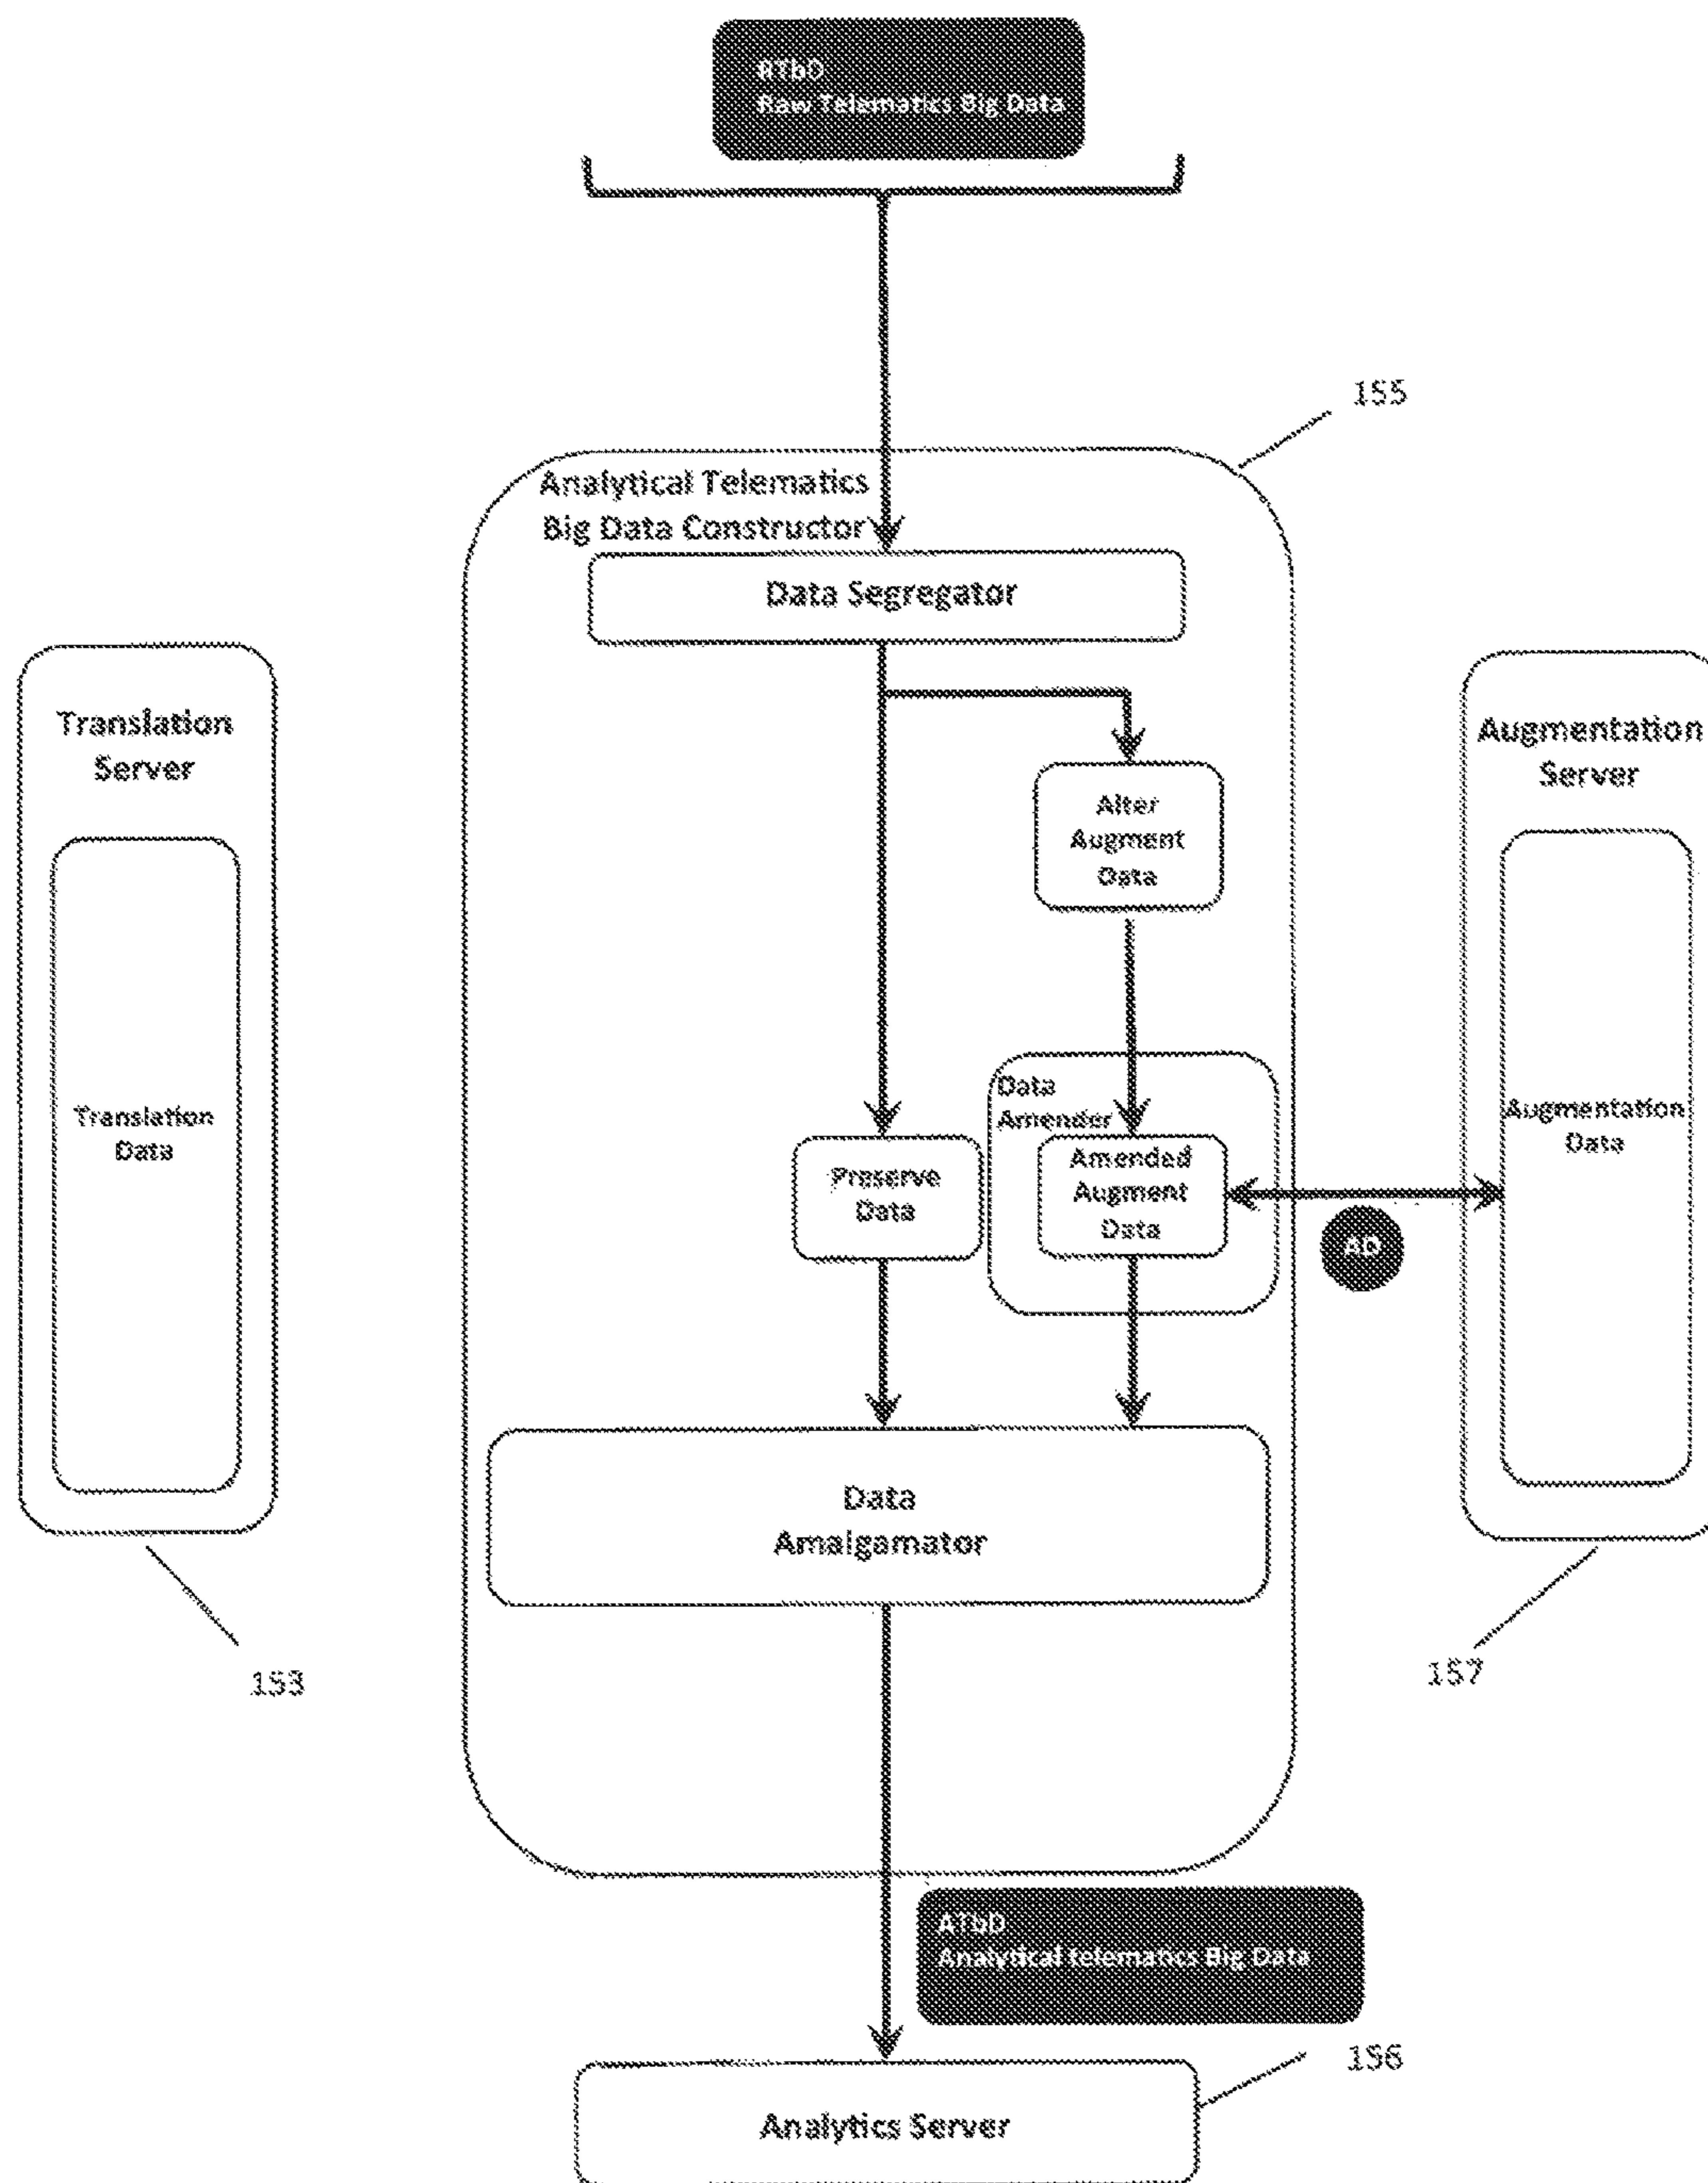 RTbD
Raw Telematics Big Data
155
Analytical Telematics
Big Data Constructor
Data Segregator
Translation
Server
Augmentation
Server
Alter
Augment
Data
Translation
Data
Data
Amender
Augmentation
Data
Preserve
Data
Amended
Augment
Data
AD
Data
Amalgamator
153
157
ATbD
Analytical telematics Big Data
156
Analytics Server